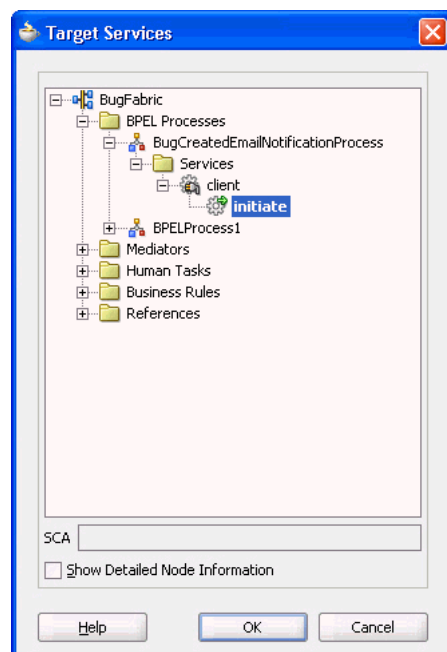 Target Services
BugFabric
BPEL Processes
BugCreatedEmailNotificationProcess
Services
client
initiate
BPELProcess1
Mediators
Human Tasks
Business Rules
References
SCA
Show Detailed Node Information
Help OK Cancel